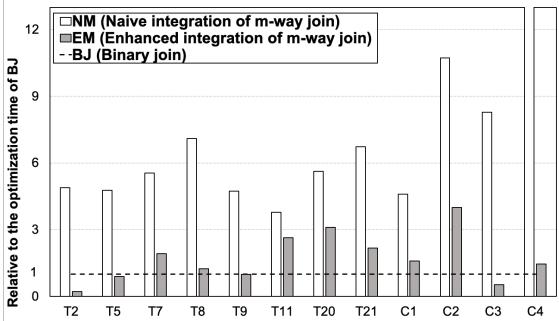 NM (Naive integration of m-way join)
EM (Enhanced integration of m-way join)
BJ (Binary join)
Relative to the optimization time of BJ
12
9
6
3
1
0
T2 T5 T7 T8 T9 T11 T20 T21 C1 C2 C3 C4